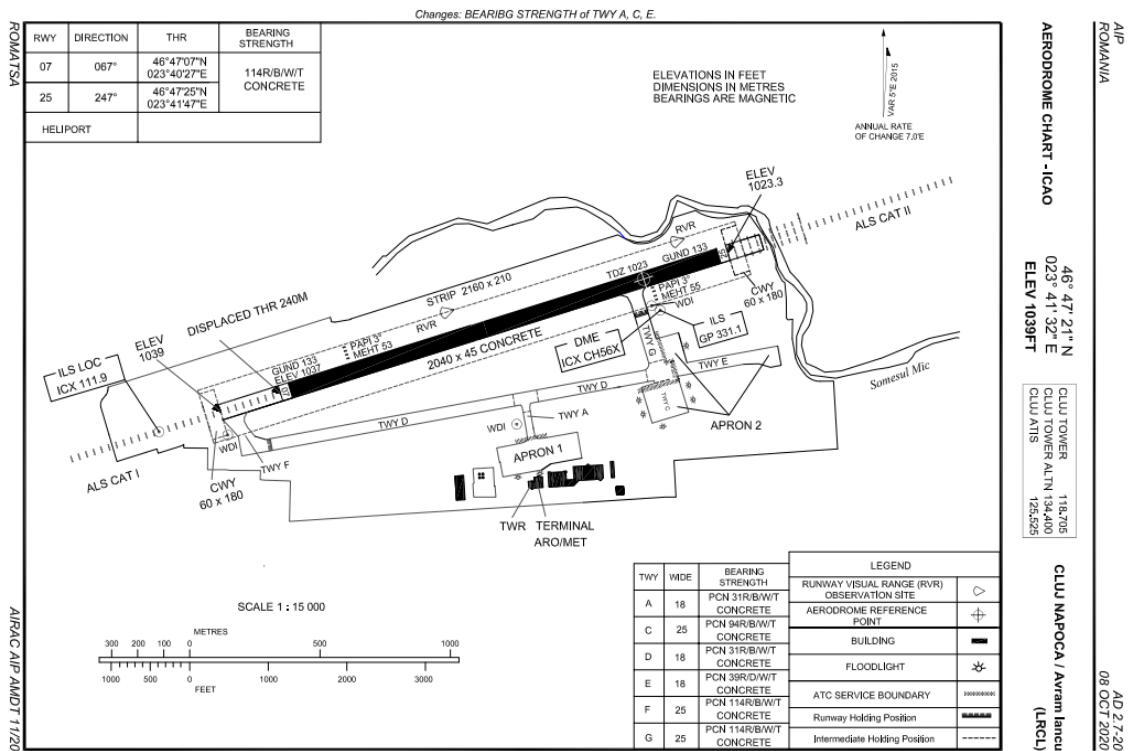 Changes: BEARIBG STRENGTH of TWY A, C, E.
AIP
ROMANIA
AERODROME CHART - ICAO
46° 47' 21" N
023° 41' 32" E
ELEV 1039FT
CLUJ TOWER 118.705
CLUJ TOWER ALTN 134.400
CLUJ ATIS 125.525
CLUJ NAPOCA / Avram Iancu
(LRCL)
AD 2.7-20
08 OCT 2020
ROMATSA
AIRAC AIP AMDT 11/20
RWY DIRECTION THR BEARING
STRENGTH
07 067° 46°47'07"N
023°40'27"E
114R/B/W/T
CONCRETE
25 247° 46°47'25"N
023°41'47"E
HELIPORT
ELEVATIONS IN FEET
DIMENSIONS IN METRES
BEARINGS ARE MAGNETIC
VAR 5°E 2015
ANNUAL RATE
OF CHANGE 7.0'E
ELEV
1023.3
ALS CAT II
RVR
GUND 133
TDZ 1023
25
STRIP 2160 x 210
CWY
60 x 180
PAPI 3°
MEHT 55
WDI
ILS
GP 331.1
DISPLACED THR 240M
RVR
PAPI 3°
MEHT 53
2040 x 45 CONCRETE
DME
ICX CH56X
TWY G
ELEV
1039
GUND 133
ELEV 1037
07
ILS LOC
ICX 111.9
TWY E
Somesul Mic
TWY D
TWY C
APRON 2
TWY A
TWY D
WDI
APRON 1
WDI
TWY F
ALS CAT I
CWY
60 x 180
TWR
TERMINAL
ARO/MET
SCALE 1 : 15 000
METRES
300 200 100 0 500 1000
1000 500 0 1000 2000 3000
FEET
TWY WIDE BEARING
STRENGTH
A 18 PCN 31R/B/W/T
CONCRETE
C 25 PCN 94R/B/W/T
CONCRETE
D 18 PCN 31R/B/W/T
CONCRETE
E 18 PCN 39R/D/W/T
CONCRETE
F 25 PCN 114R/B/W/T
CONCRETE
G 25 PCN 114R/B/W/T
CONCRETE
LEGEND
RUNWAY VISUAL RANGE (RVR)
OBSERVATION SITE
AERODROME REFERENCE
POINT
BUILDING
FLOODLIGHT
ATC SERVICE BOUNDARY
Runway Holding Position
Intermediate Holding Position